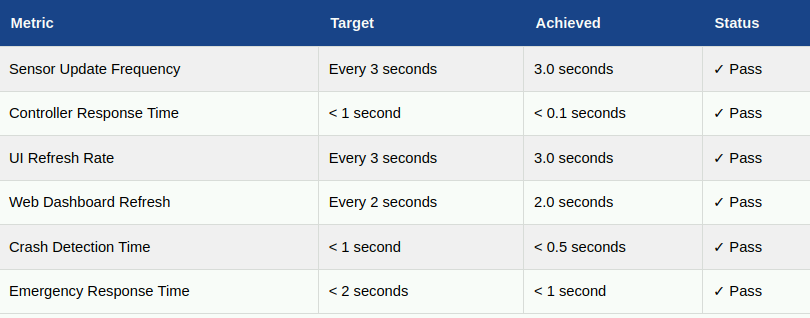 Metric Target Achieved Status
Sensor Update Frequency Every 3 seconds 3.0 seconds ✓ Pass
Controller Response Time < 1 second < 0.1 seconds ✓ Pass
UI Refresh Rate Every 3 seconds 3.0 seconds ✓ Pass
Web Dashboard Refresh Every 2 seconds 2.0 seconds ✓ Pass
Crash Detection Time < 1 second < 0.5 seconds ✓ Pass
Emergency Response Time < 2 seconds < 1 second ✓ Pass